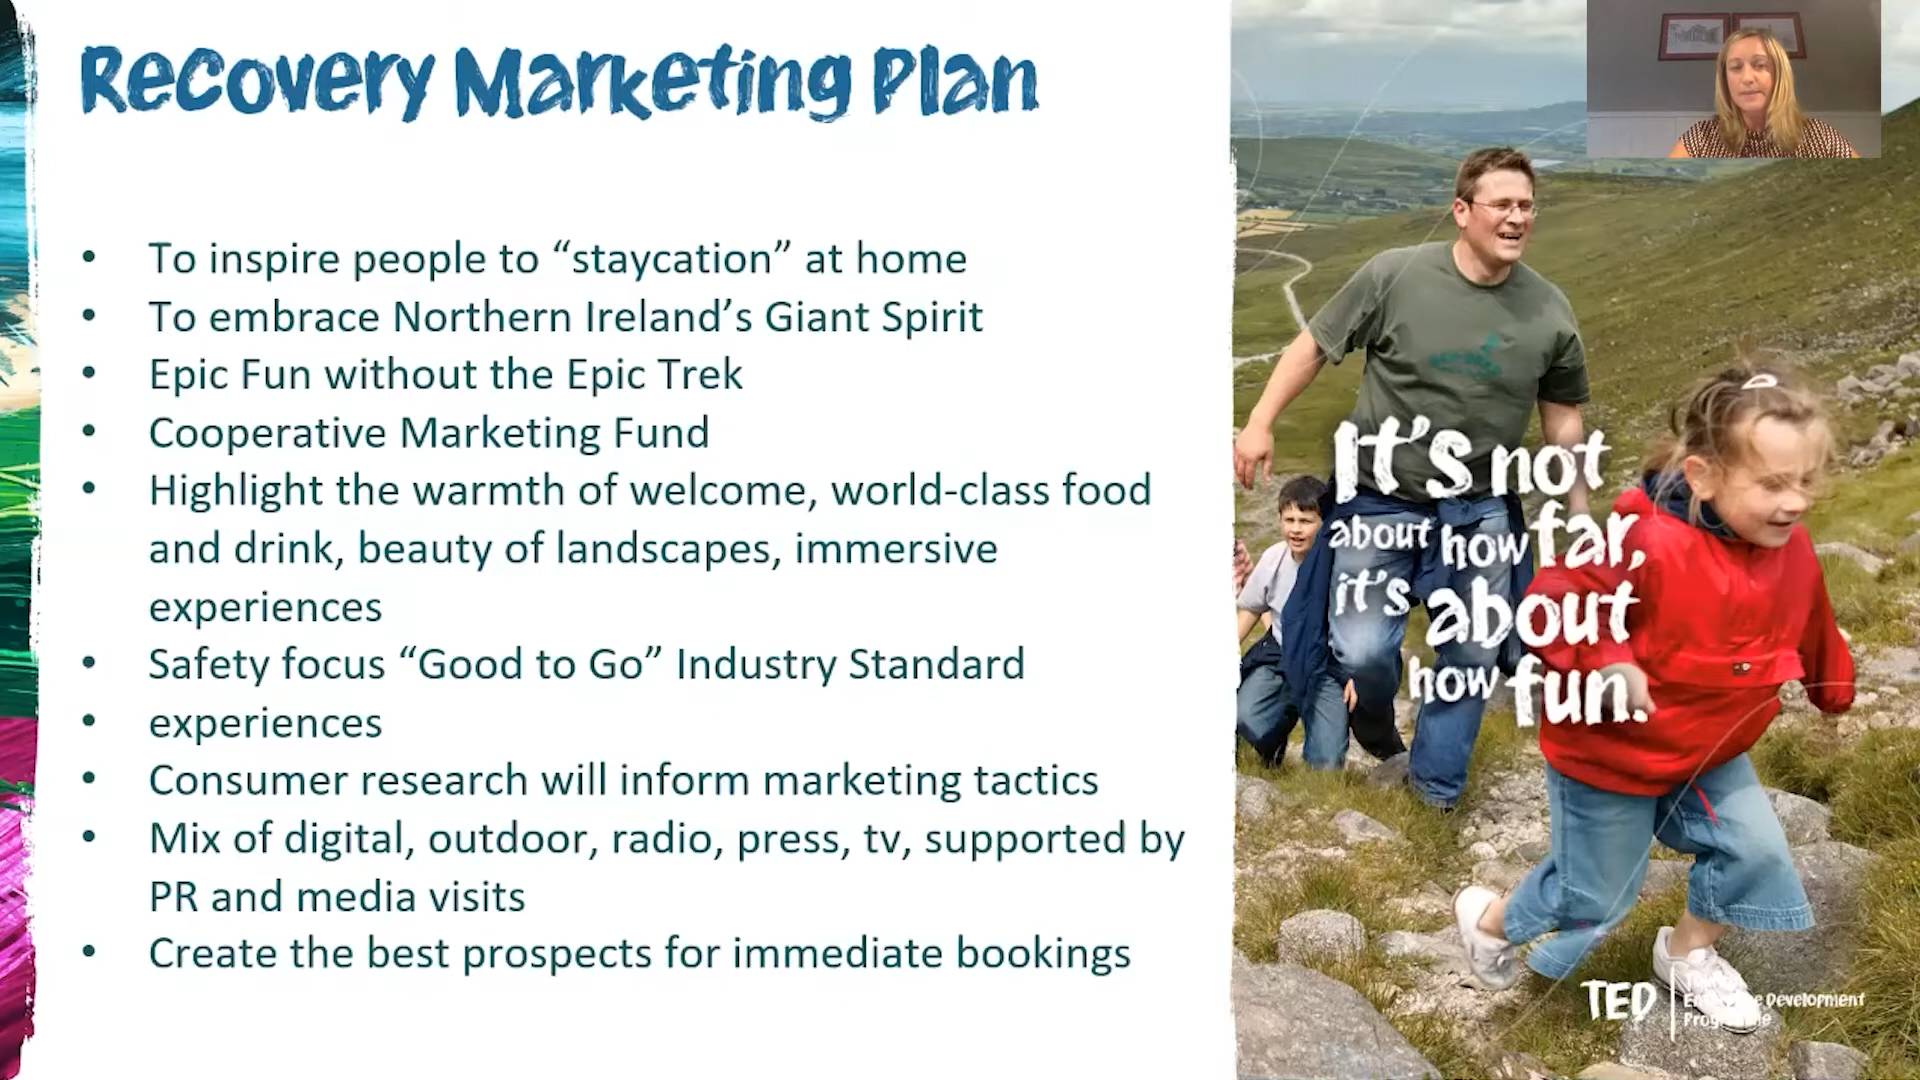 Recovery Marketing Plan
• To inspire people to “staycation” at home
• To embrace Northern Ireland’s Giant Spirit
• Epic Fun without the Epic Trek
• Cooperative Marketing Fund
• Highlight the warmth of welcome, world-class food
and drink, beauty of landscapes, immersive
experiences
• Safety focus “Good to Go” Industry Standard
• experiences
• Consumer research will inform marketing tactics
• Mix of digital, outdoor, radio, press, tv, supported by
PR and media visits
• Create the best prospects for immediate bookings
It's not
about how far,
it's about
how fun.
TED
Development